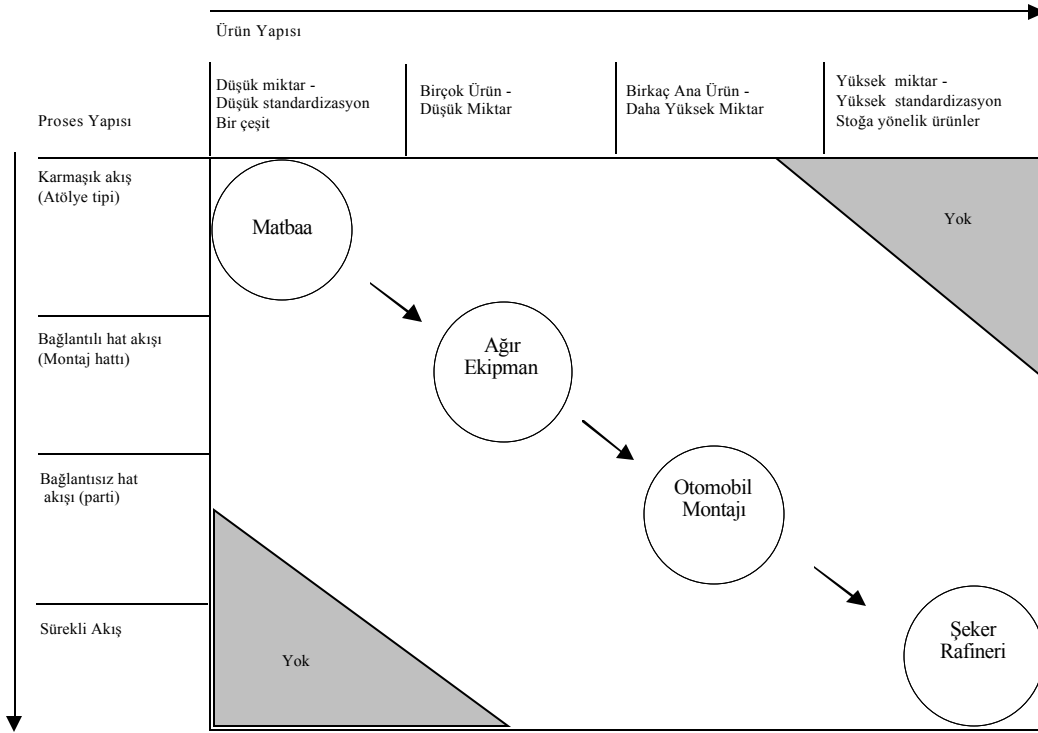 Ürün Yapısı
Proses Yapısı
Düşük miktar -
Düşük standardizasyon
Bir çeşit
Birçok Ürün -
Düşük Miktar
Birkaç Ana Ürün -
Daha Yüksek Miktar
Yüksek miktar -
Yüksek standardizasyon
Stoğa yönelik ürünler
Karmaşık akış
(Atölye tipi)
Matbaa
Yok
Bağlantılı hat akışı
(Montaj hattı)
Ağır
Ekipman
Bağlantısız hat
akışı (parti)
Otomobil
Montajı
Sürekli Akış
Yok
Şeker
Rafineri